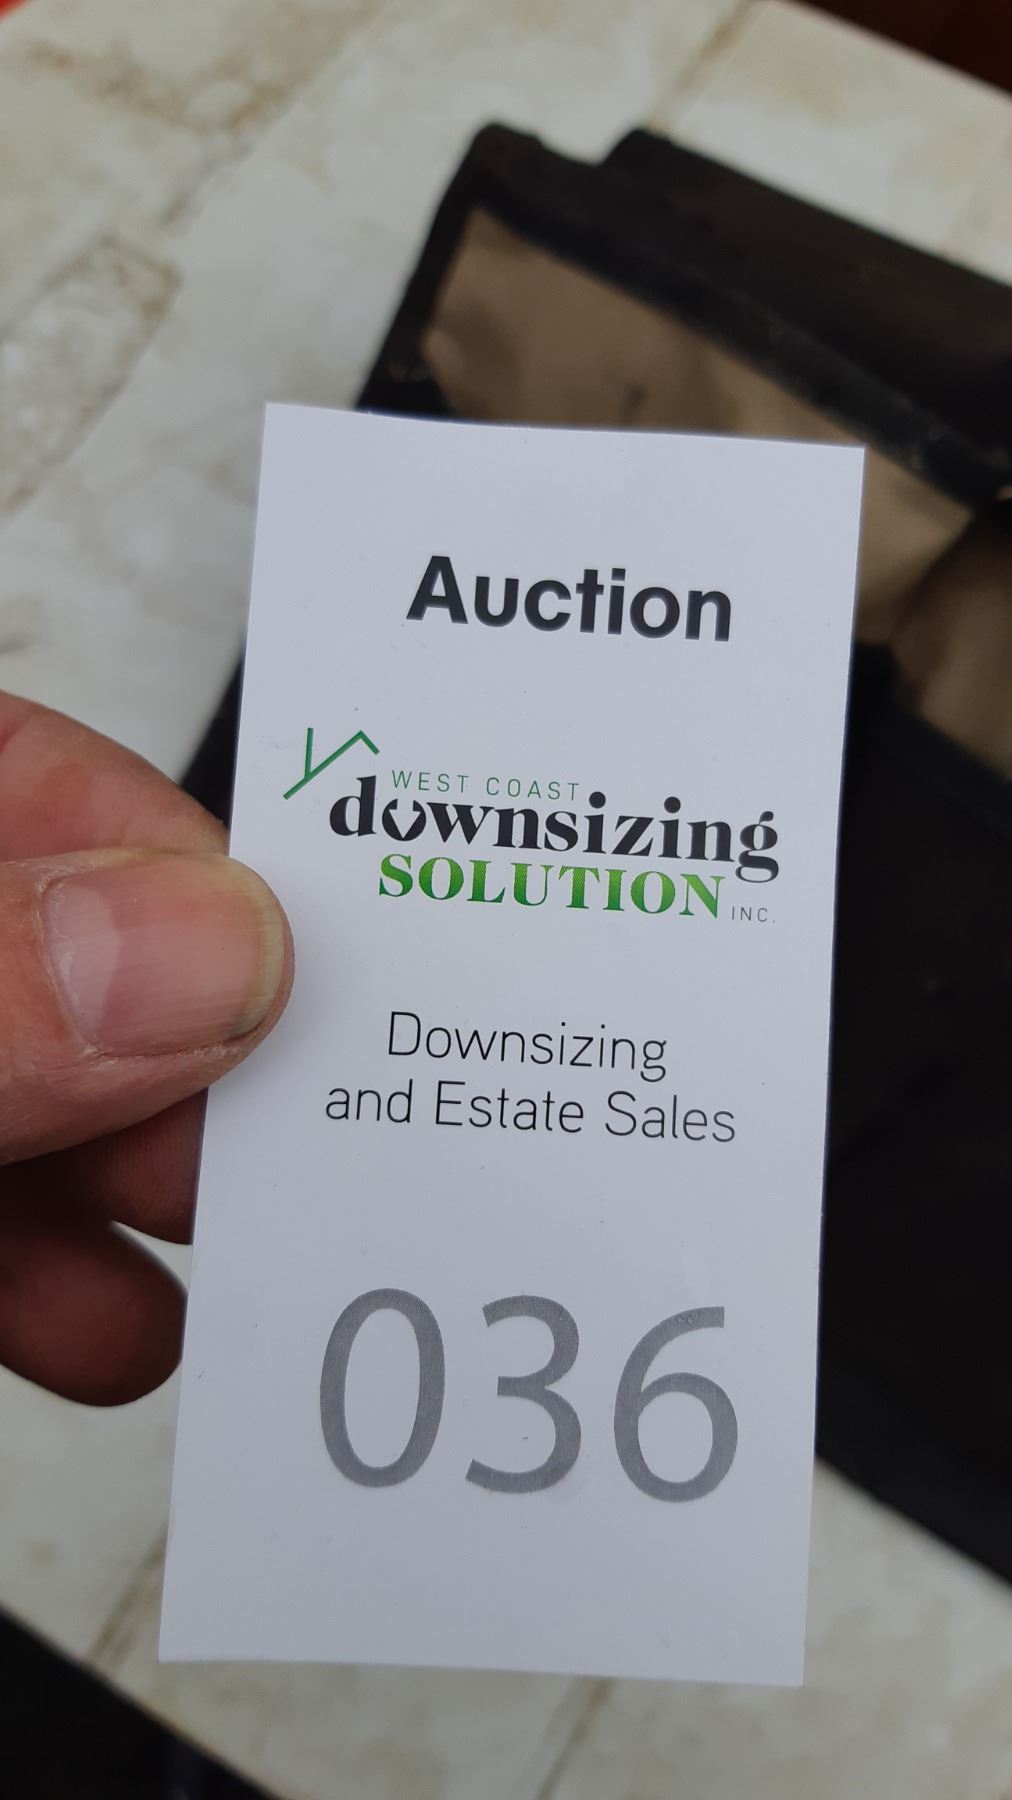 Auction
WEST COAST
downsizing
SOLUTION INC.
Downsizing
and Estate Sales
036